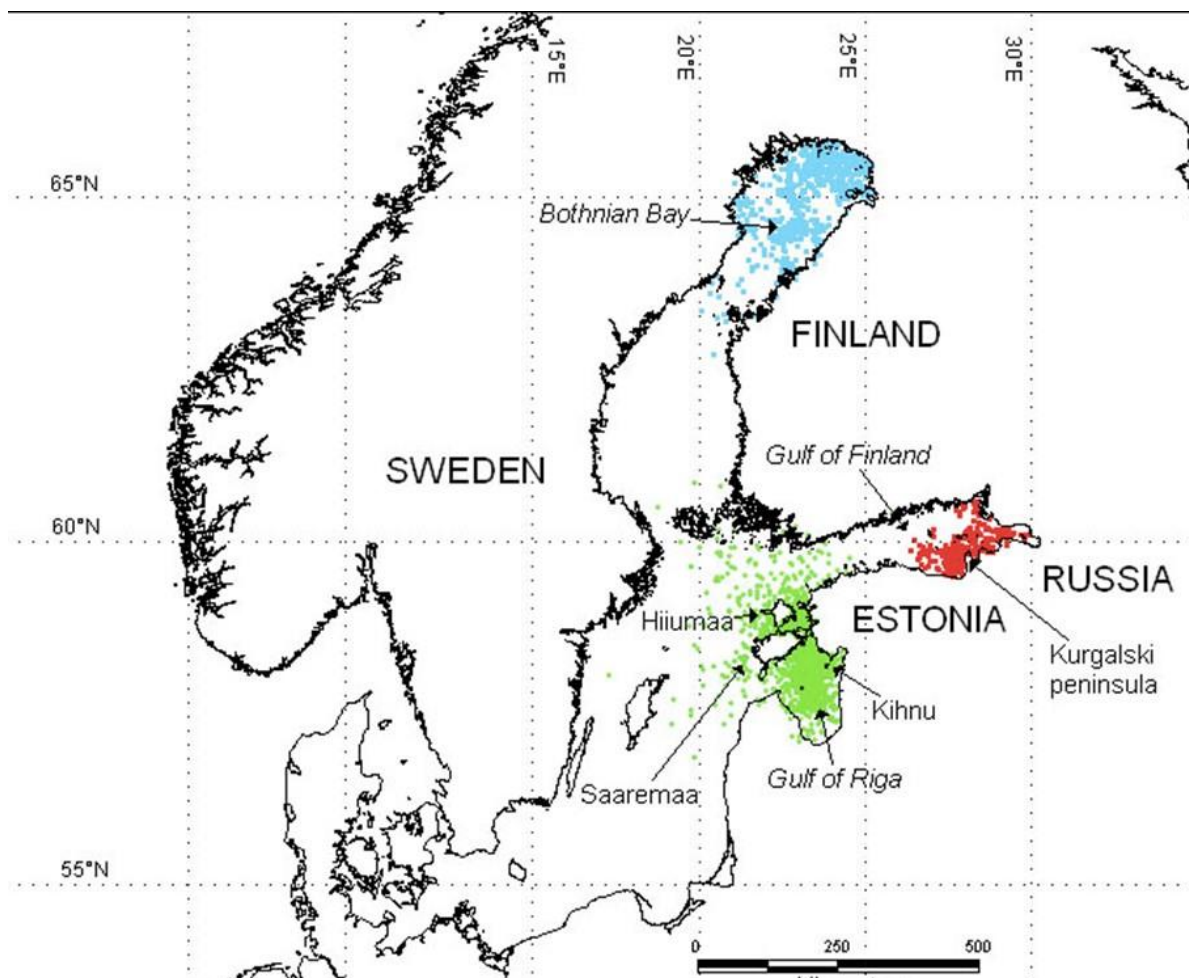 15°E
20°E
25°E
30°E
65°N
Bothnian Bay
FINLAND
Gulf of Finland
SWEDEN
60°N
RUSSIA
ESTONIA
Hiiumaa
Kurgalski
peninsula
Kihnu
Gulf of Riga
Saaremaa
55°N
0 250 500